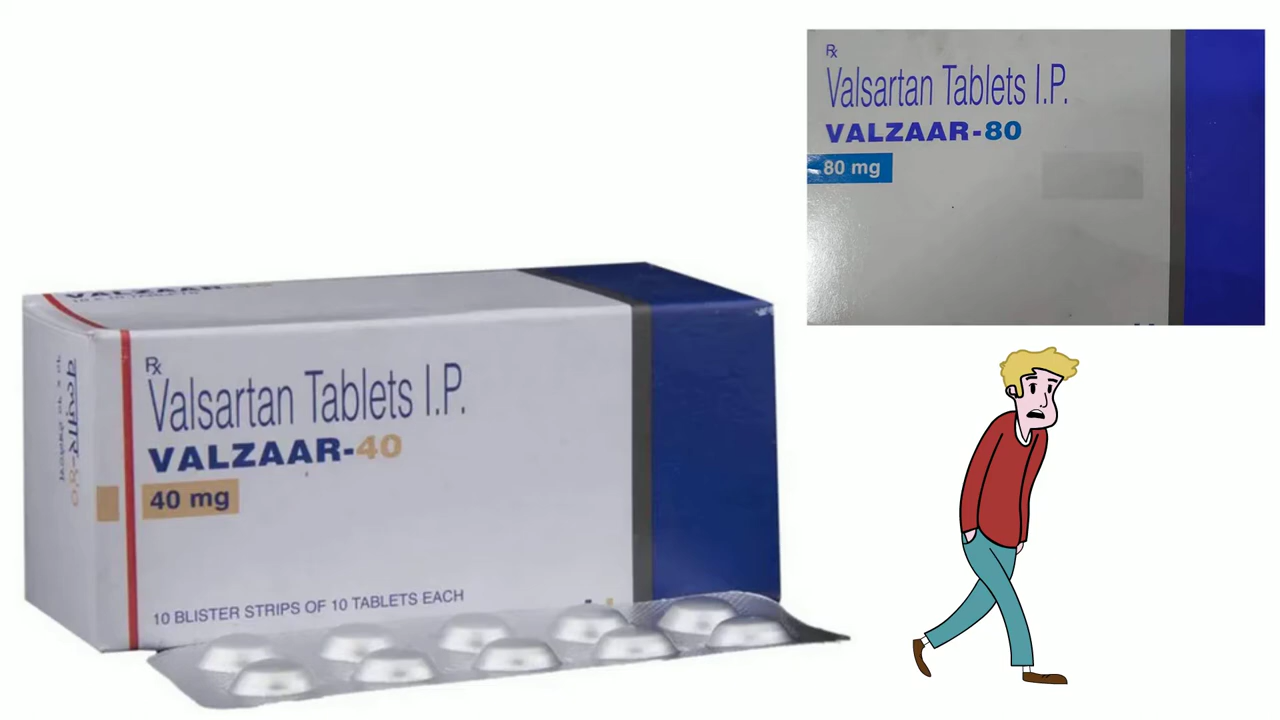 Rx
Valsartan Tablets I.P.
VALZAAR-40
40 mg
10 BLISTER STRIPS OF 10 TABLETS EACH
VALZAAR
Rx
Valsartan Tablets I.P.
VALZAAR-80
80 mg